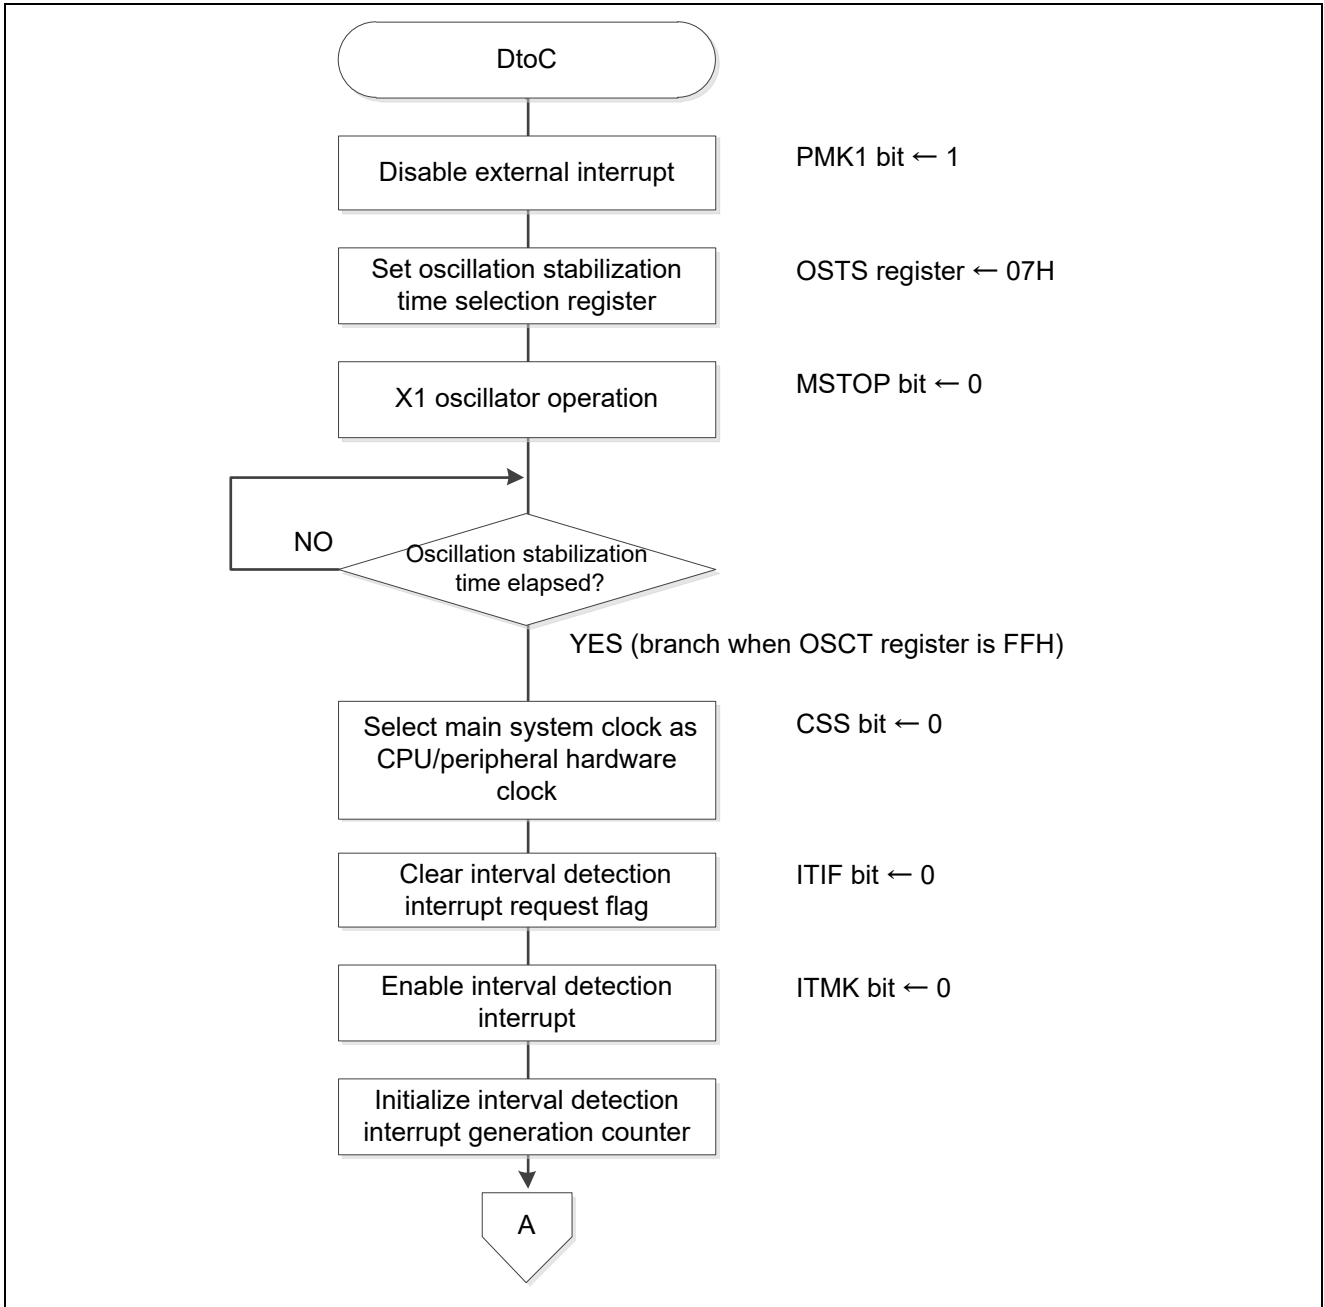 DtoC
Disable external interrupt
PMK1 bit ← 1
Set oscillation stabilization
time selection register
OSTS register ← 07H
X1 oscillator operation
MSTOP bit ← 0
NO
Oscillation stabilization
time elapsed?
YES (branch when OSCT register is FFH)
Select main system clock as
CPU/peripheral hardware
clock
CSS bit ← 0
Clear interval detection
interrupt request flag
ITIF bit ← 0
Enable interval detection
interrupt
ITMK bit ← 0
Initialize interval detection
interrupt generation counter
A